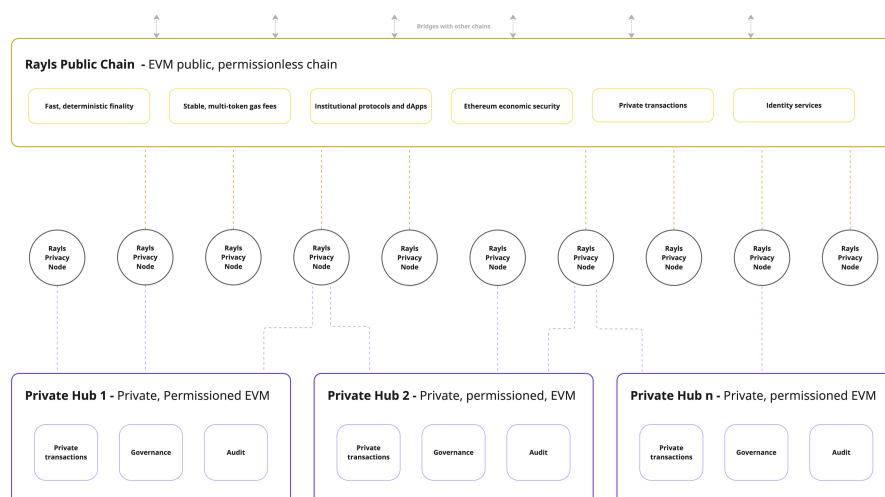 Bridges with other chains
Rayls Public Chain - EVM public, permissionless chain
Fast, deterministic finality
Stable, multi-token gas fees
Institutional protocols and dApps
Ethereum economic security
Private transactions
Identity services
Rayls
Privacy
Node
Rayls
Privacy
Node
Rayls
Privacy
Node
Rayls
Privacy
Node
Rayls
Privacy
Node
Rayls
Privacy
Node
Rayls
Privacy
Node
Rayls
Privacy
Node
Rayls
Privacy
Node
Rayls
Privacy
Node
Private Hub 1 - Private, Permissioned EVM
Private
transactions
Governance
Audit
Private Hub 2 - Private, permissioned, EVM
Private
transactions
Governance
Audit
Private Hub n - Private, permissioned EVM
Private
transactions
Governance
Audit